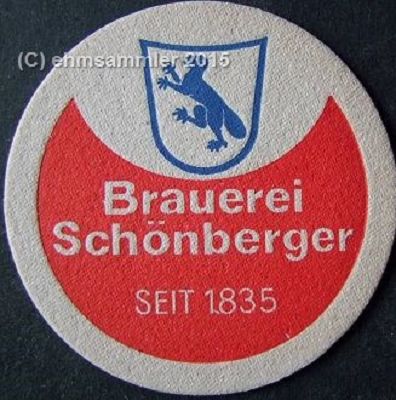 (C) ehmsammler 2015
Brauerei
Schönberger
SEIT 1835